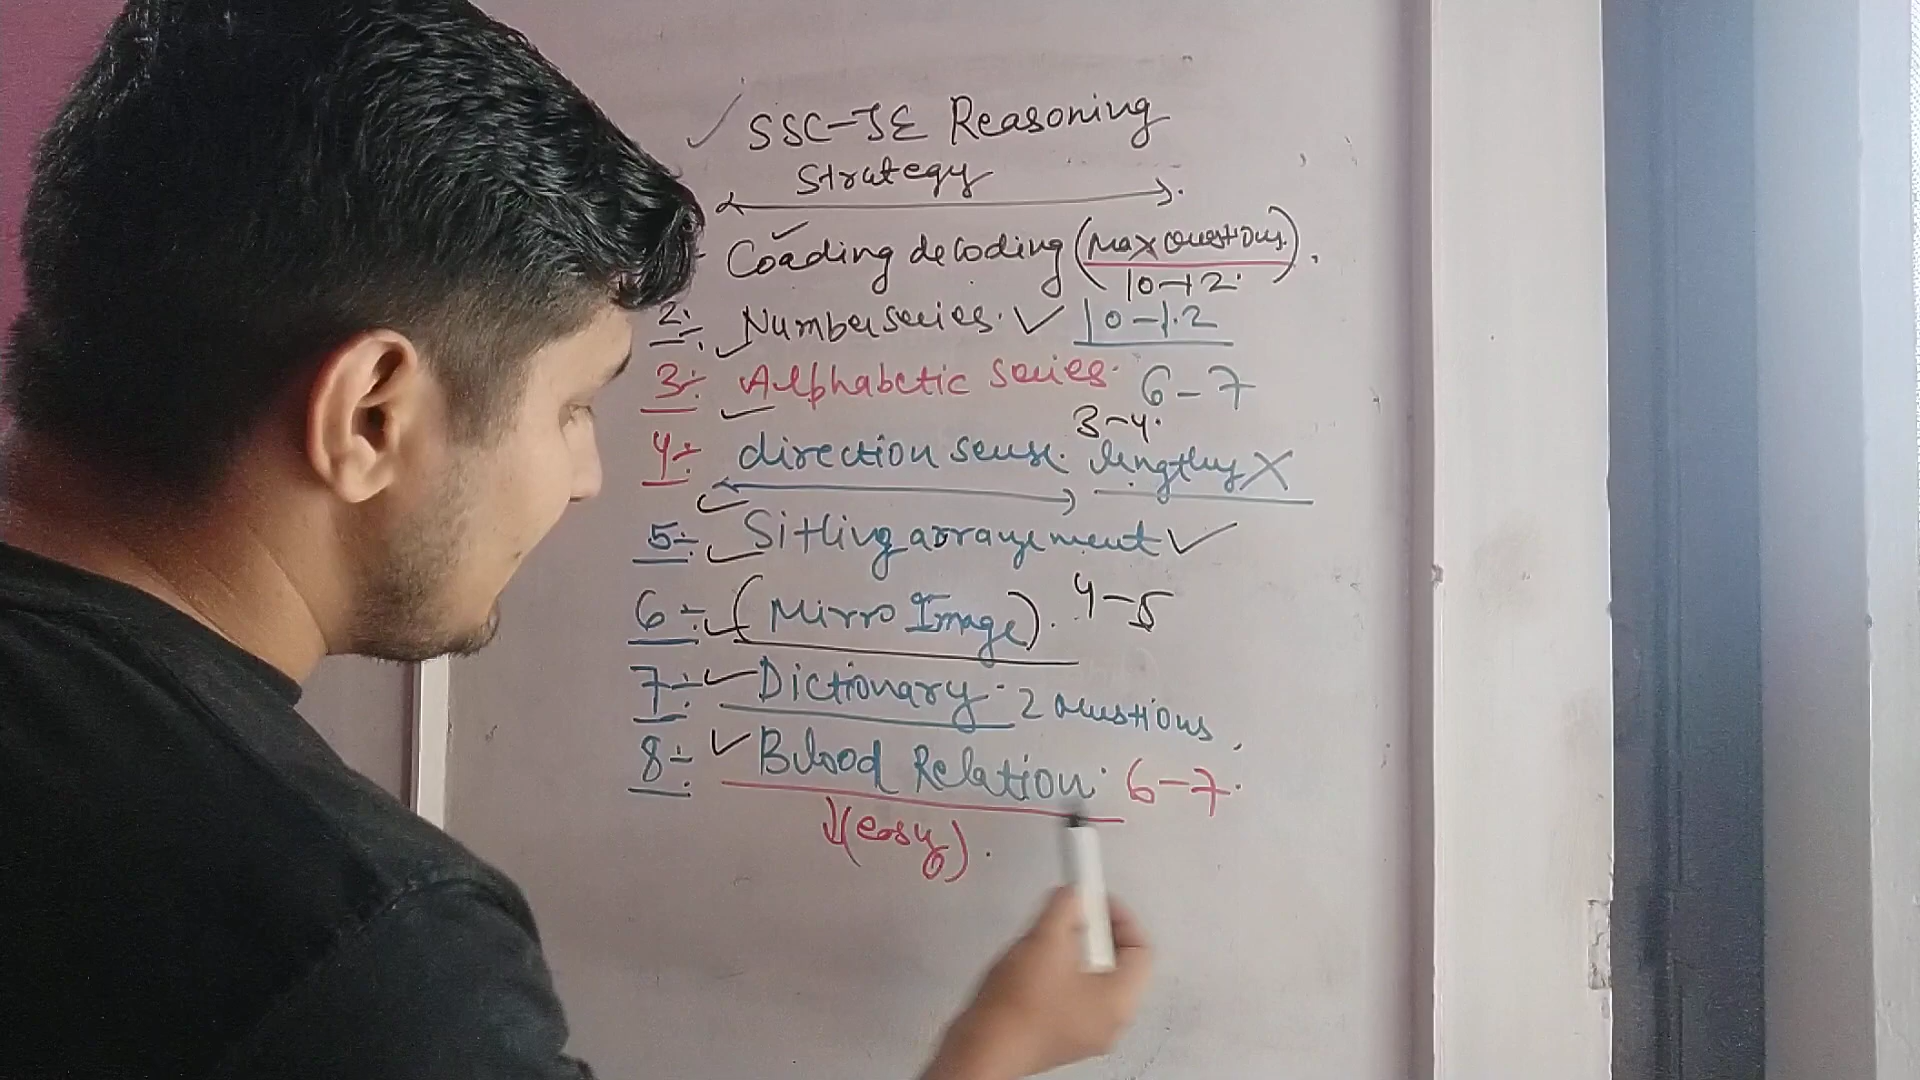 SSC-JE Reasoning
Strategy
Coading decoding (Max Questions.)
10-12.
2:- Number series. 10-12
3:- Alphabetic series. 6-7
3-4.
4:- direction sense. lengthy X
5:- Sitting arrangement
6:- (Mirro Image). 4-5
7:- Dictionary. 2 Questions.
8:- Blood Relation. 6-7.
(easy).